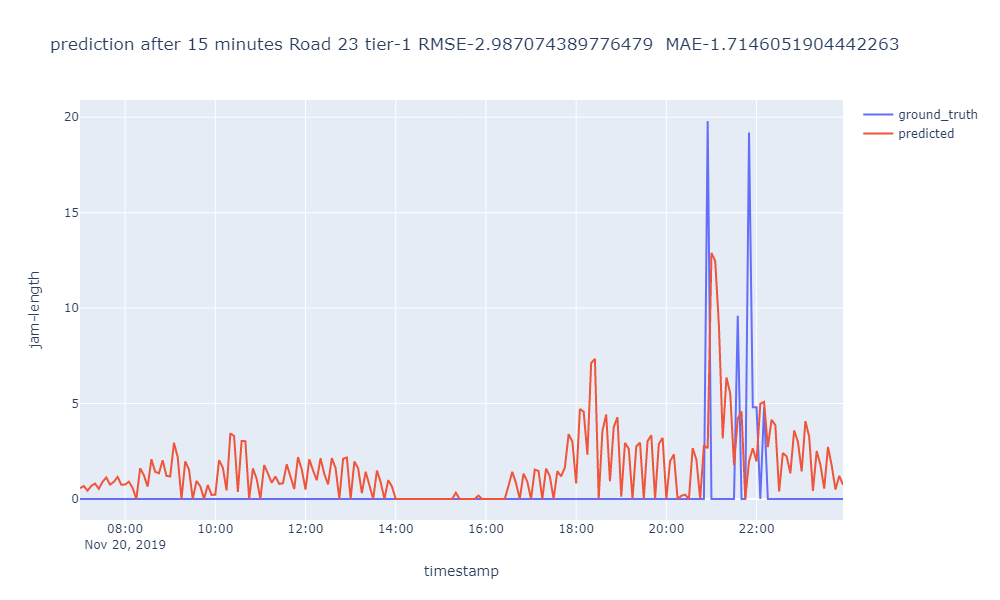 prediction after 15 minutes Road 23 tier-1 RMSE-2.987074389776479  MAE-1.7146051904442263
ground_truth
predicted
jam-length
20
15
10
5
0
08:00 10:00 12:00 14:00 16:00 18:00 20:00 22:00
Nov 20, 2019
timestamp